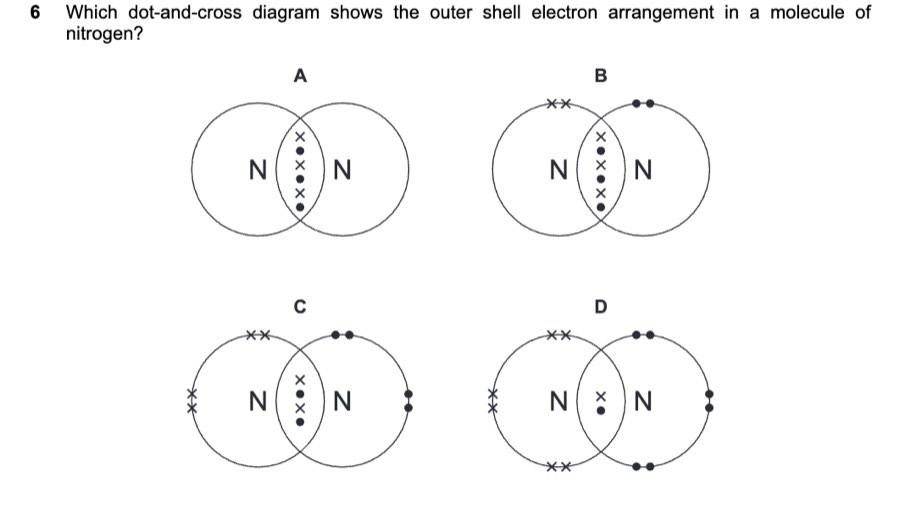 6 Which dot-and-cross diagram shows the outer shell electron arrangement in a molecule of
nitrogen?
A
B
N N
N N
C
D
N N
N N